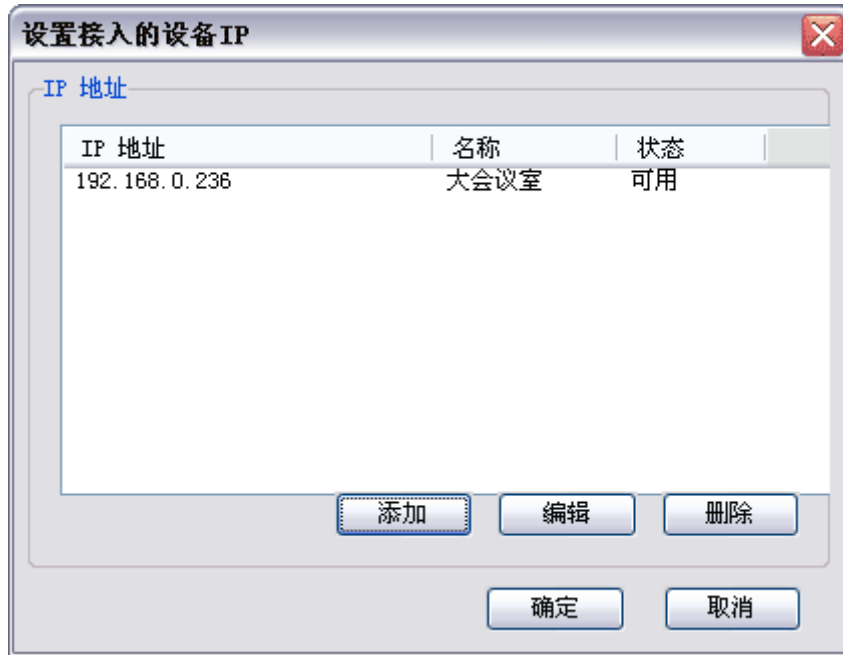 设置接入的设备IP
IP 地址
IP 地址 名称 状态
192.168.0.236 大会议室 可用
添加 编辑 删除
确定 取消